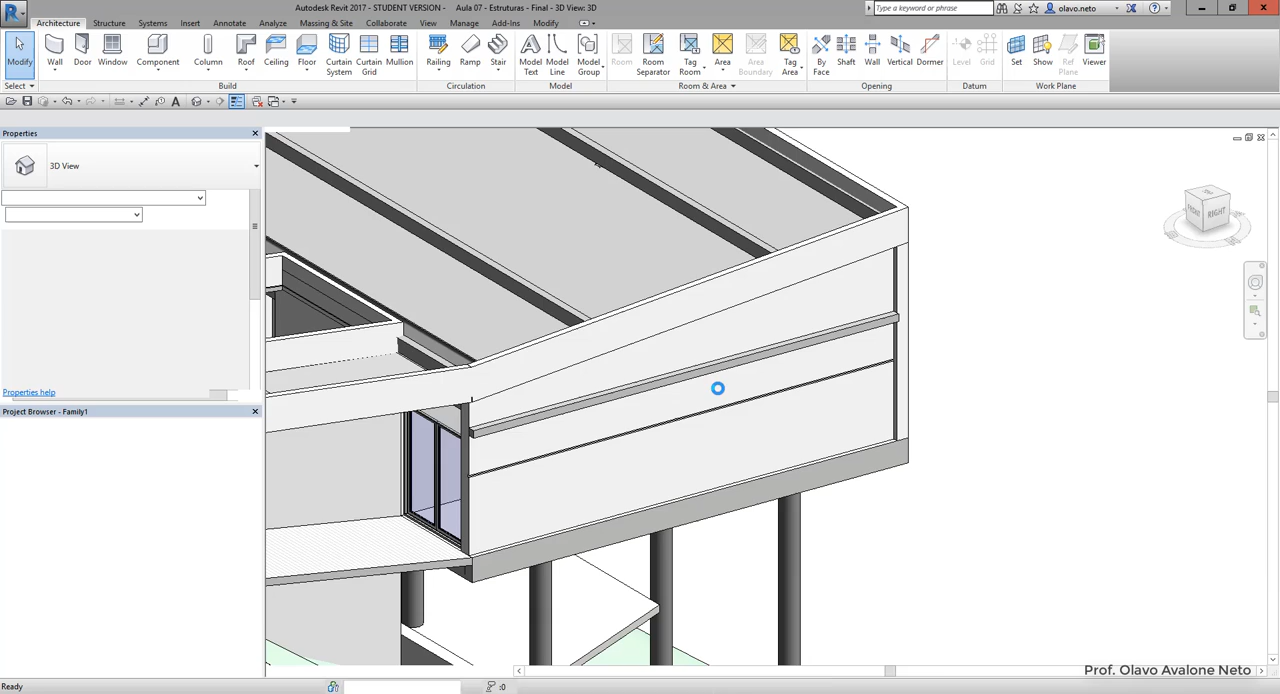 Autodesk Revit 2017 - STUDENT VERSION - Aula 07 - Estruturas - Final - 3D View: 3D
Type a keyword or phrase
olavo.neto
Architecture Structure Systems Insert Annotate Analyze Massing & Site Collaborate View Manage Add-Ins Modify
Modify Wall Door Window Component Column Roof Ceiling Floor Curtain System Curtain Grid Mullion Railing Ramp Stair Model Text Model Line Model Group Room Room Separator Tag Room Area Area Boundary Tag Area By Face Shaft Wall Vertical Dormer Level Grid Set Show Ref Plane Viewer
Select Build Circulation Model Room & Area Opening Datum Work Plane
Properties
3D View
TOP
FRONT RIGHT
Properties help
Project Browser - Family1
Prof. Olavo Avalone Neto
Ready
:0